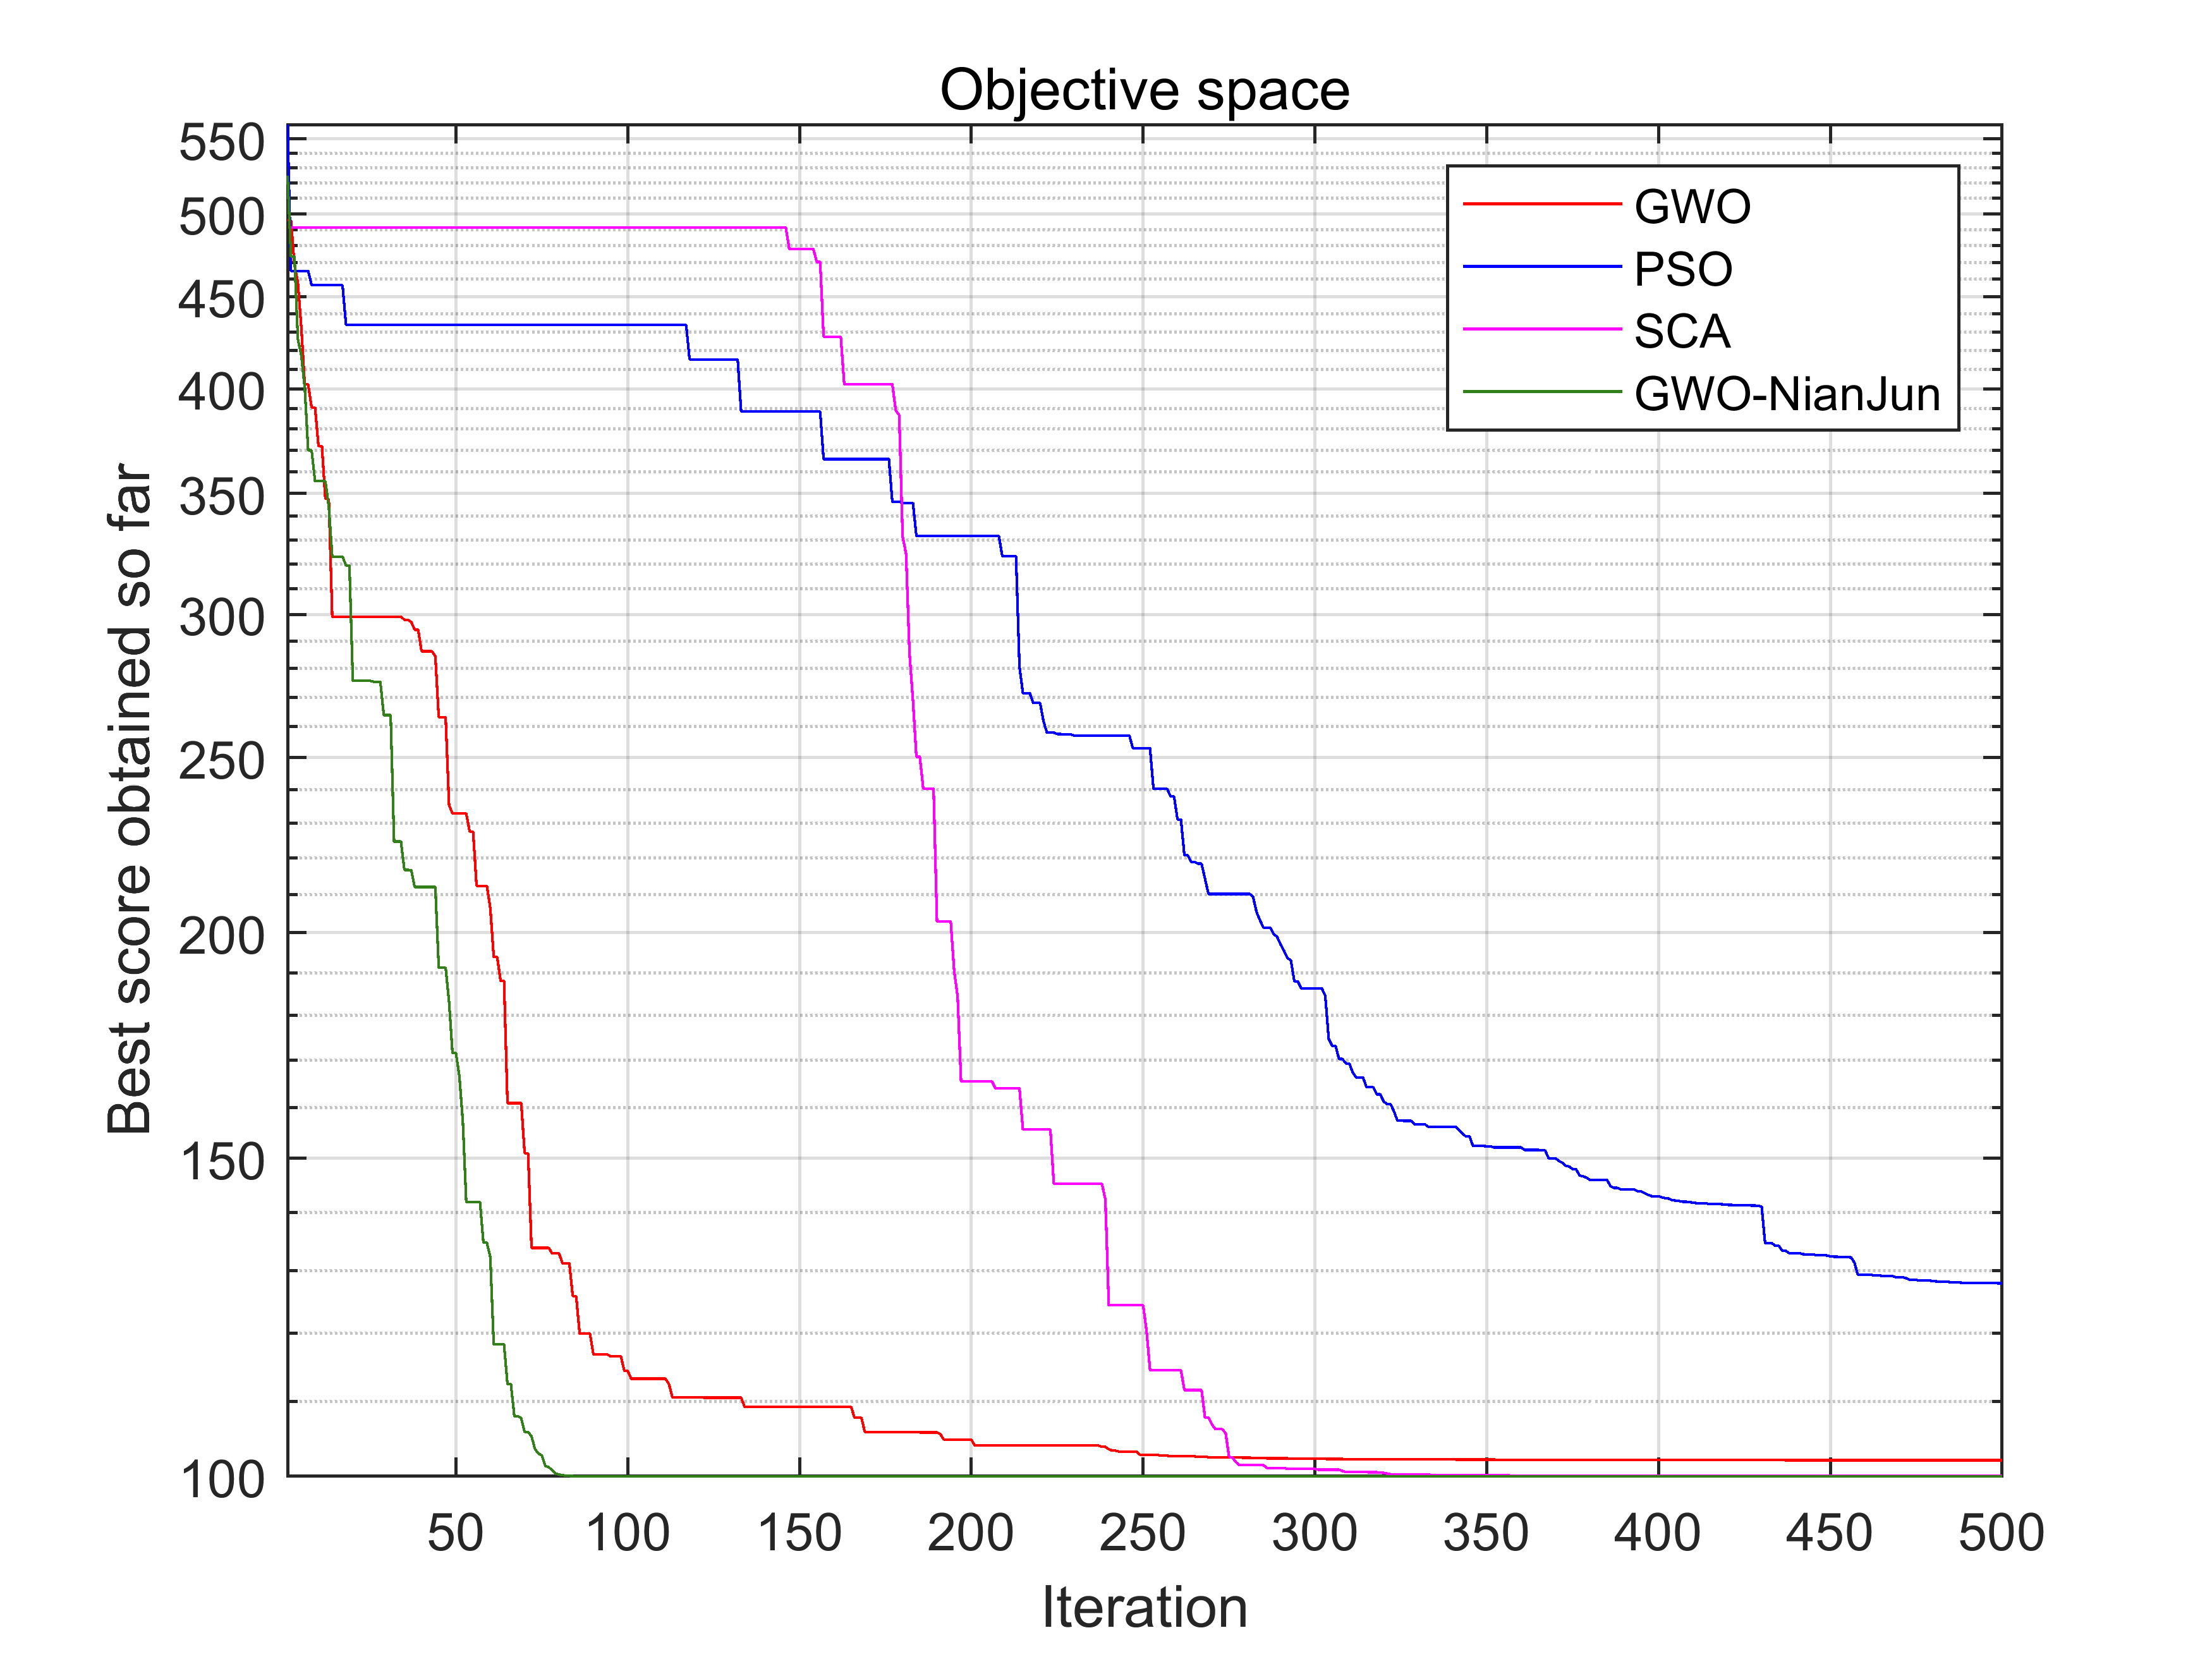 Objective space
550
500
450
400
350
300
250
200
150
100
Best score obtained so far
GWO
PSO
SCA
GWO-NianJun
50 100 150 200 250 300 350 400 450 500
Iteration